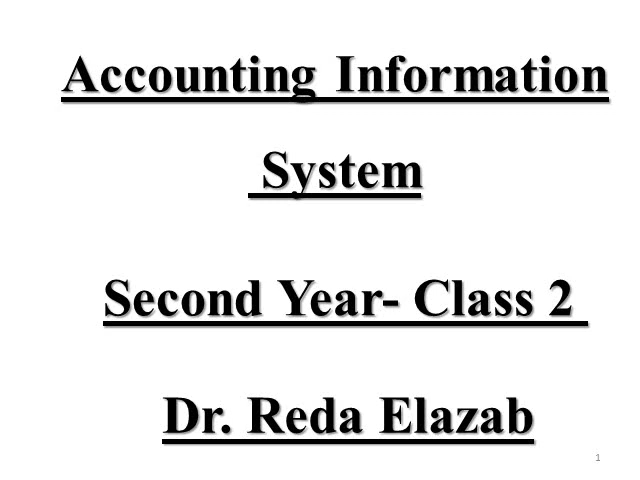 Accounting Information
System
Second Year- Class 2
Dr. Reda Elazab
1